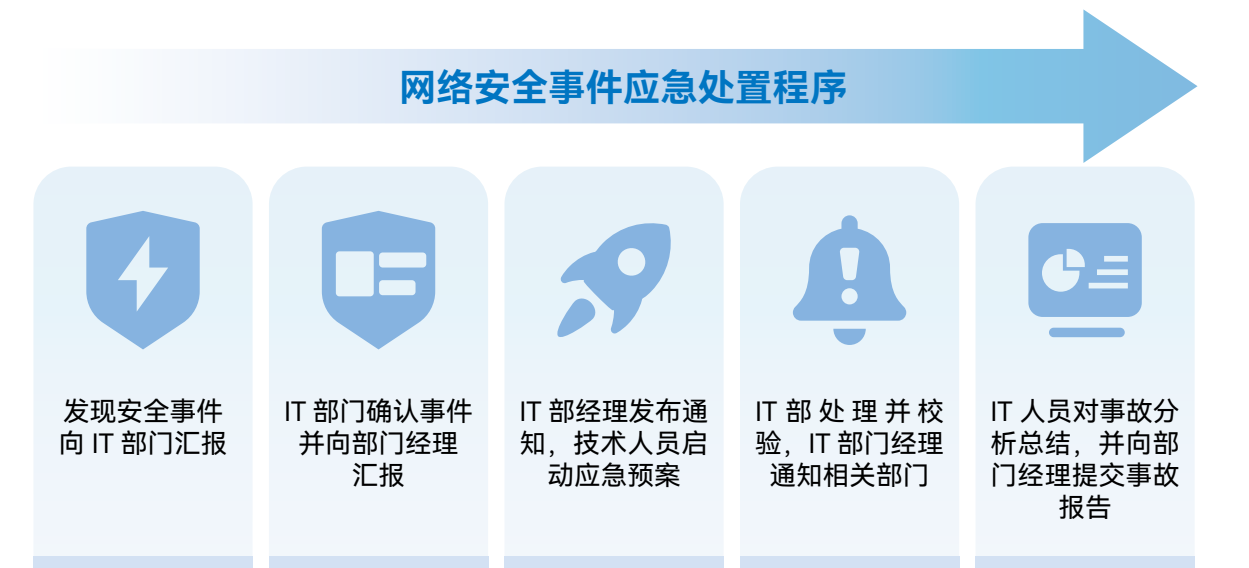 网络安全事件应急处置程序
发现安全事件
向 IT 部门汇报
IT 部门确认事件
并向部门经理
汇报
IT 部经理发布通
知，技术人员启
动应急预案
IT 部 处 理 并 校
验，IT 部门经理
通知相关部门
IT 人员对事故分
析总结，并向部
门经理提交事故
报告